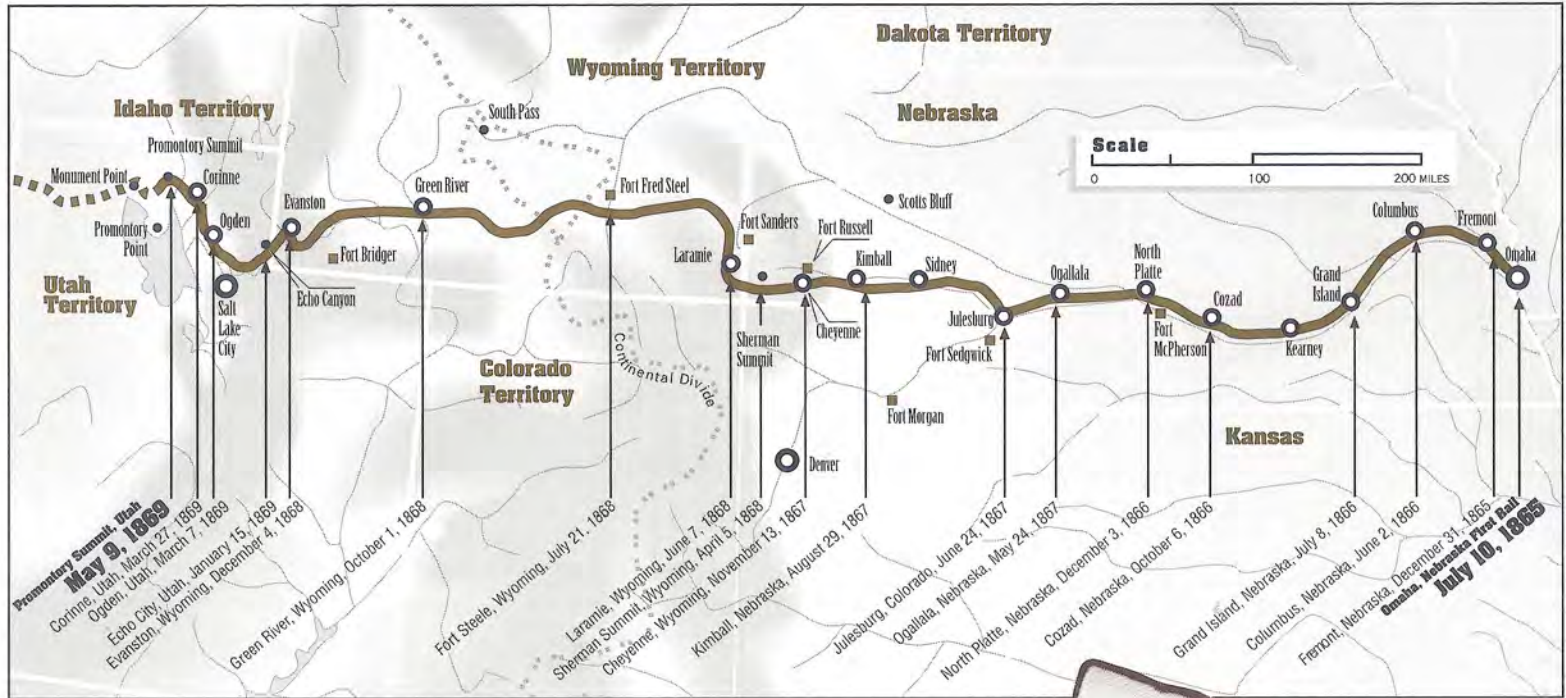 Dakota Territory
Wyoming Territory
Nebraska
Idaho Territory
South Pass
Promontory Summit
Scale
0
100
200 MILES
Monument Point
Corinne
Evanston
Green River
Fort Fred Steel
Scotts Bluff
Ogden
Promontory
Point
Fort Bridger
Fort Sanders
Fort Russell
Laramie
Kimball
Sidney
Ogallala
North
Platte
Cozad
Grand
Island
Columbus
Fremont
Omaha
Utah
Territory
Salt
Lake
City
Echo Canyon
Sherman
Summit
Cheyenne
Julesburg
Fort Sedgwick
Fort
McPherson
Kearney
Colorado
Territory
Continental Divide
Fort Morgan
Kansas
Denver
Promontory Summit, Utah
May 9, 1869
Corinne, Utah, March 27, 1869
Ogden, Utah, March 7, 1869
Echo City, Utah, January 15, 1869
Evanston, Wyoming, December 4, 1868
Green River, Wyoming, October 1, 1868
Fort Steele, Wyoming, July 21, 1868
Laramie, Wyoming, June 7, 1868
Sherman Summit, Wyoming, April 5, 1868
Cheyenne, Wyoming, November 13, 1867
Kimball, Nebraska, August 29, 1867
Julesburg, Colorado, June 24, 1867
Ogallala, Nebraska, May 24, 1867
North Platte, Nebraska, December 3, 1866
Cozad, Nebraska, October 6, 1866
Grand Island, Nebraska, July 8, 1866
Columbus, Nebraska, June 2, 1866
Fremont, Nebraska, December 31, 1865
Omaha, Nebraska First Rail
July 10, 1865